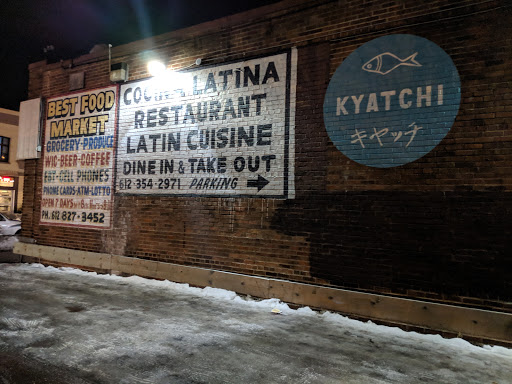 BEST FOOD
MARKET
GROCERY-PRODUCE
WIC-BEER-COFFEE
EBT-CELL PHONES
PHONE CARDS-ATM-LOTTO
OPEN 7 DAYS
PH. 612-827-3452
COCINA LATINA
RESTAURANT
LATIN CUISINE
DINE IN & TAKE OUT
612-354-2971 PARKING
KYATCHI
キャッチ